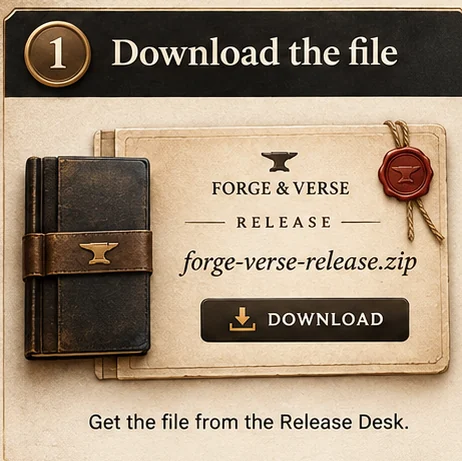 1 Download the file
FORGE & VERSE
RELEASE
forge-verse-release.zip
DOWNLOAD
Get the file from the Release Desk.